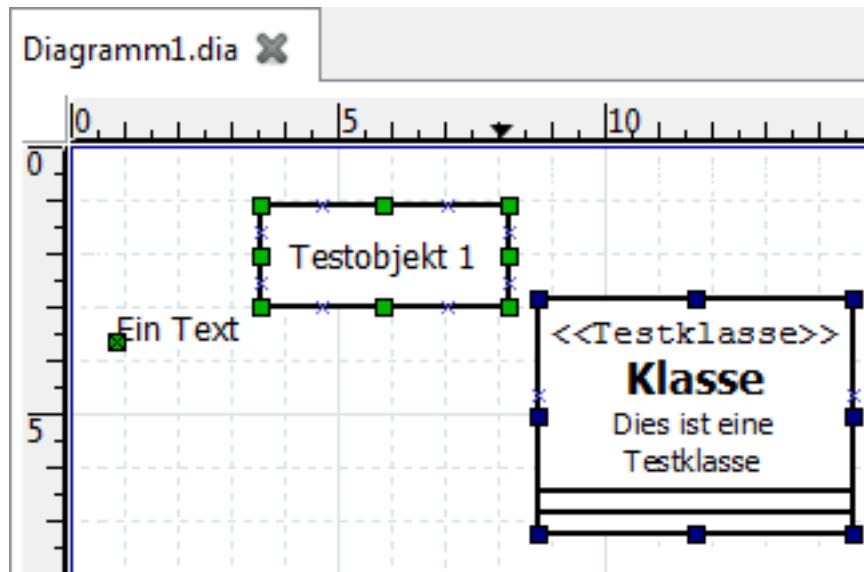 Diagramm1.dia
0 5 10
0
Testobjekt 1
Ein Text
<<Testklasse>>
Klasse
5
Dies ist eine
Testklasse